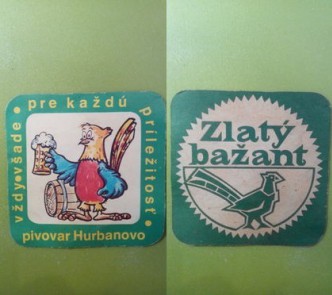 vždy•všade • pre každú príležitosť •
pivovar Hurbanovo
Zlatý
bažant